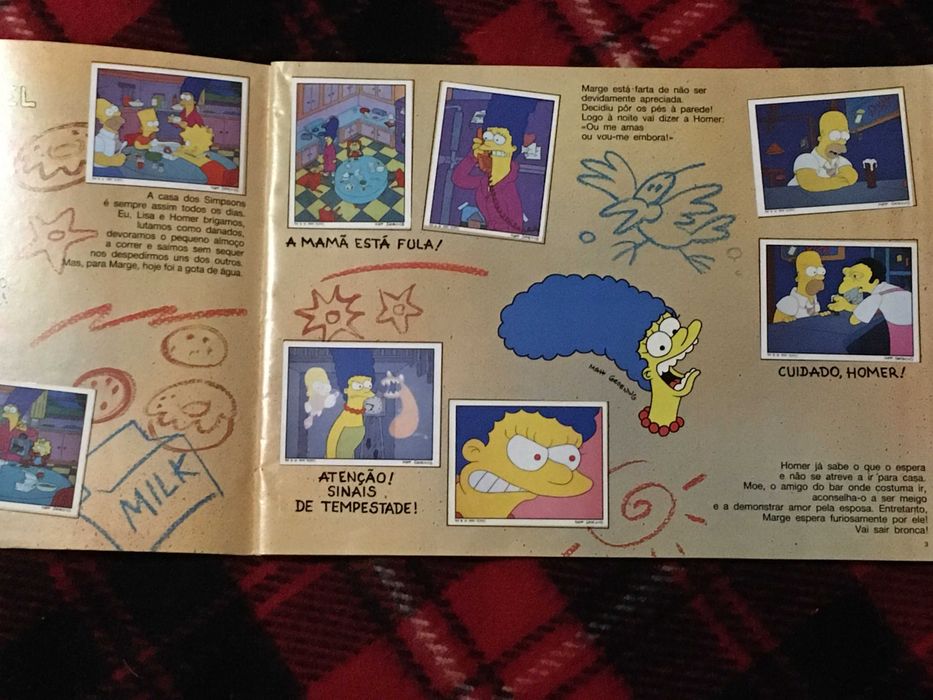 A casa dos Simpsons
é sempre assim todos os dias.
Eu, Lisa e Homer brigamos,
lutamos como danados,
devoramos o pequeno almoço
a correr e saímos sem sequer
nos despedirmos uns dos outros.
Mas, para Marge, hoje foi a gota de água.
MILK
A MAMÃ ESTÁ FULA!
Marge está farta de não ser
devidamente apreciada.
Decidiu pôr os pés à parede!
Logo à noite vai dizer a Homer:
«Ou me amas
ou vou-me embora!»
MATT GROENING
CUIDADO, HOMER!
ATENÇÃO!
SINAIS
DE TEMPESTADE!
Homer já sabe o que o espera
e não se atreve a ir para casa.
Moe, o amigo do bar onde costuma ir,
aconselha-o a ser meigo
e a demonstrar amor pela esposa. Entretanto,
Marge espera furiosamente por ele!
Vai sair bronca!
3